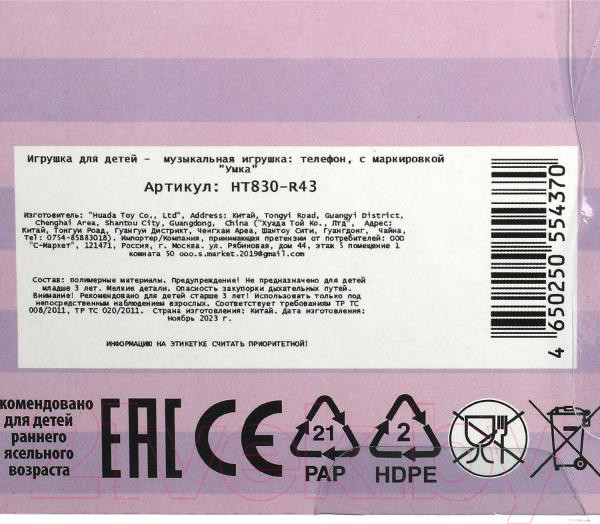 Игрушка для детей - музыкальная игрушка: телефон, с маркировкой
"Умка"
Артикул: HT830-R43
Изготовитель: "Huada Toy Co., Ltd", Address: Китай, Tongyi Road, Guangyi District,
Chenghai Area, Shantou City, Guangdong, China ("Хуада Той Ко., Лтд", Адрес:
Китай, Тонгуи Роад, Гуангуи Дистрикт, Ченгхаи Ареа, Шантоу Сити, Гуангдонг, Чайна,
Tel: 0754-85883018). Импортер/Компания, принимающая претензии от потребителей: ООО
"С-Маркет", 121471, Россия, г. Москва. ул. Рябиновая, дом 44, этаж 3 помещение 1
комната 50 ooo.s.market.2019@gmail.com
Состав: полимерные материалы. Предупреждение! Не предназначено для детей
младше 3 лет. Мелкие детали. Опасность закупорки дыхательных путей.
Внимание! Рекомендовано для детей старше 3 лет! Использовать только под
непосредственным наблюдением взрослых. Соответствует требованиям ТР ТС
008/2011, ТР ТС 020/2011. Страна изготовления: Китай. Дата изготовления:
Ноябрь 2023 г.
ИНФОРМАЦИЮ НА ЭТИКЕТКЕ СЧИТАТЬ ПРИОРИТЕТНОЙ!
4 650250 554370
комендовано
для детей
раннего
ясельного
возраста
EAC CE
21
PAP
2
HDPE